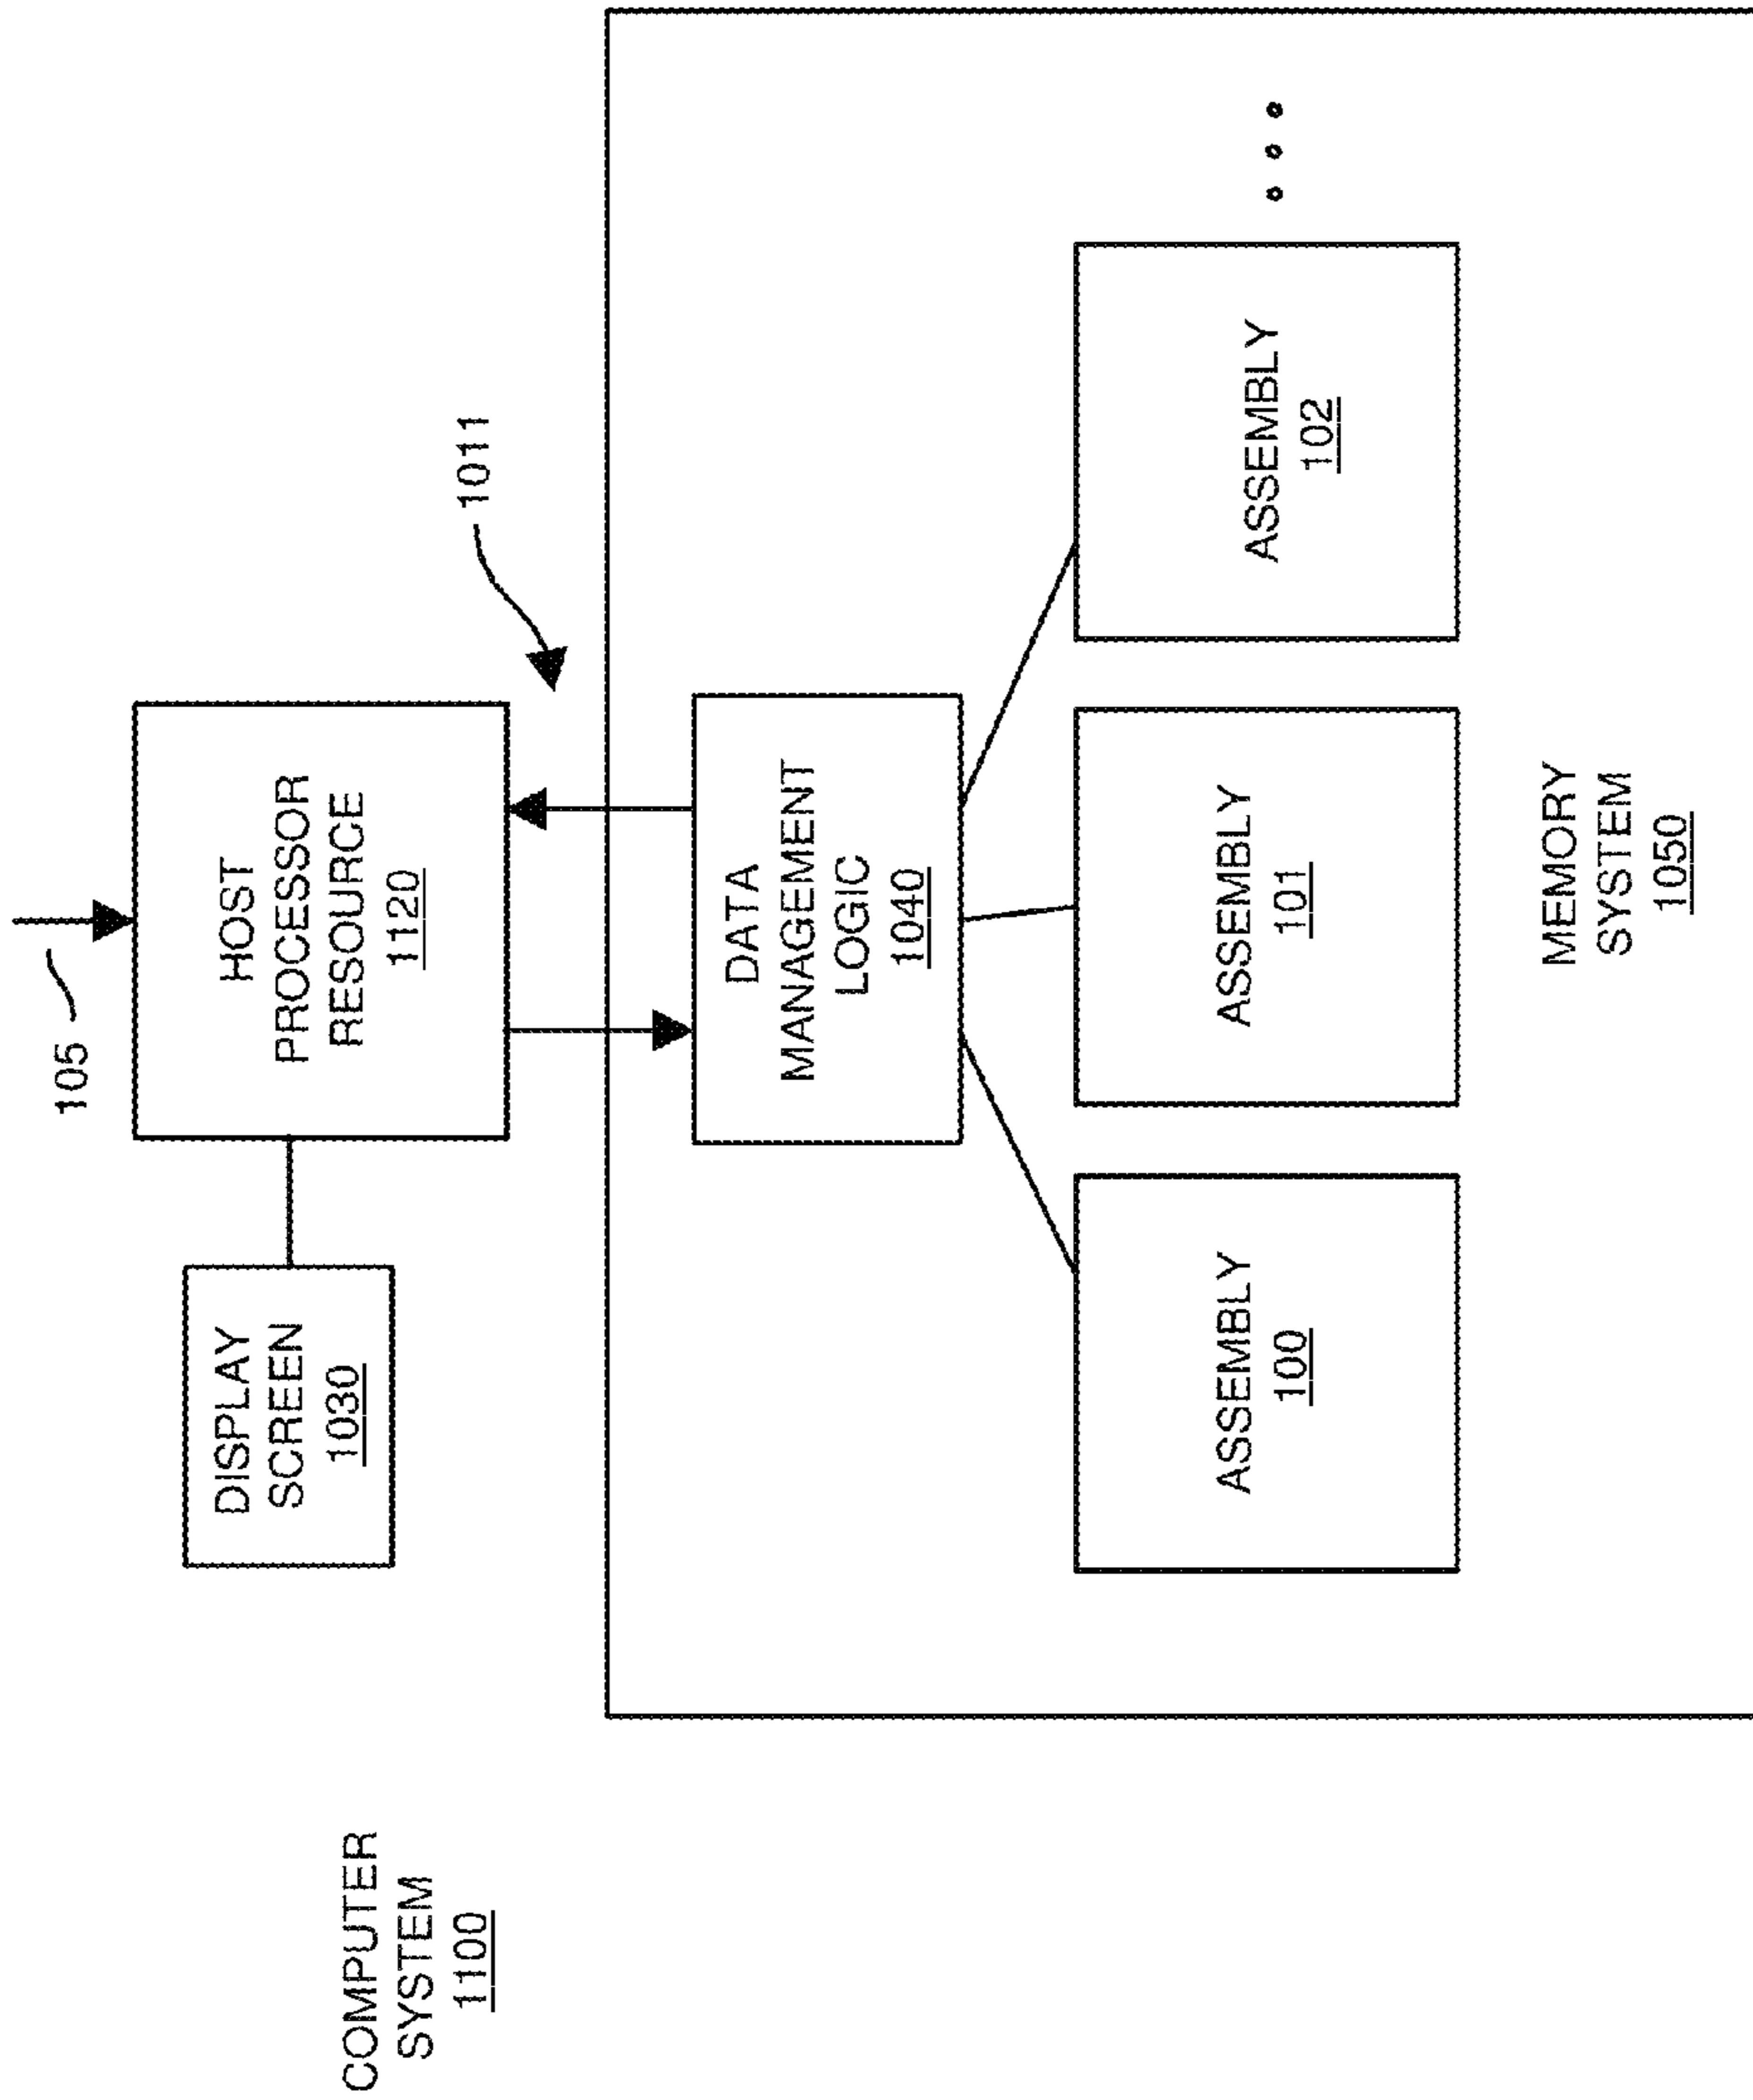 105
HOST
PROCESSOR
RESOURCE
1120
DISPLAY
SCREEN
1030
1011
COMPUTER
SYSTEM
1100
DATA
MANAGEMENT
LOGIC
1040
ASSEMBLY
100
ASSEMBLY
101
ASSEMBLY
102
MEMORY
SYSTEM
1050